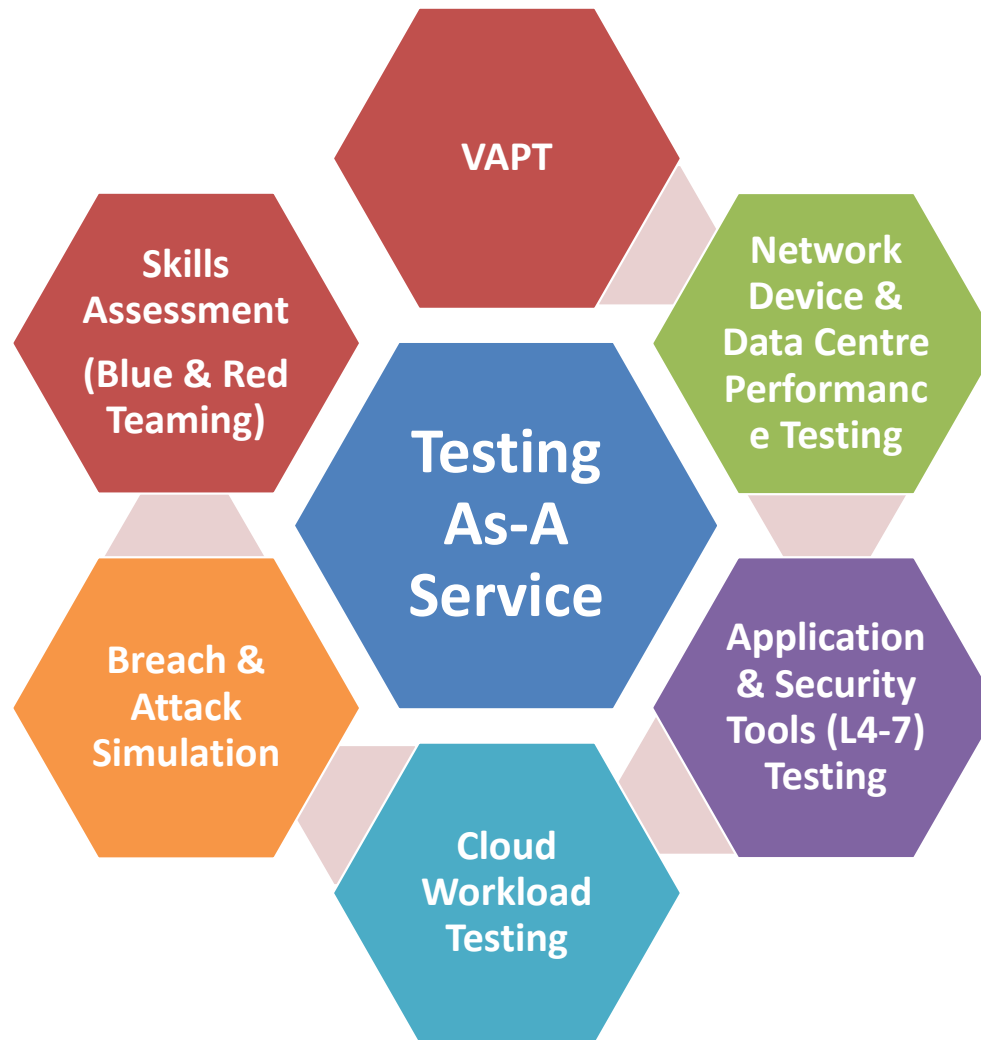 VAPT
Network
Device &
Data Centre
Performanc
e Testing
Application
& Security
Tools (L4-7)
Testing
Cloud
Workload
Testing
Breach &
Attack
Simulation
Skills
Assessment
(Blue & Red
Teaming)
Testing
As-A
Service